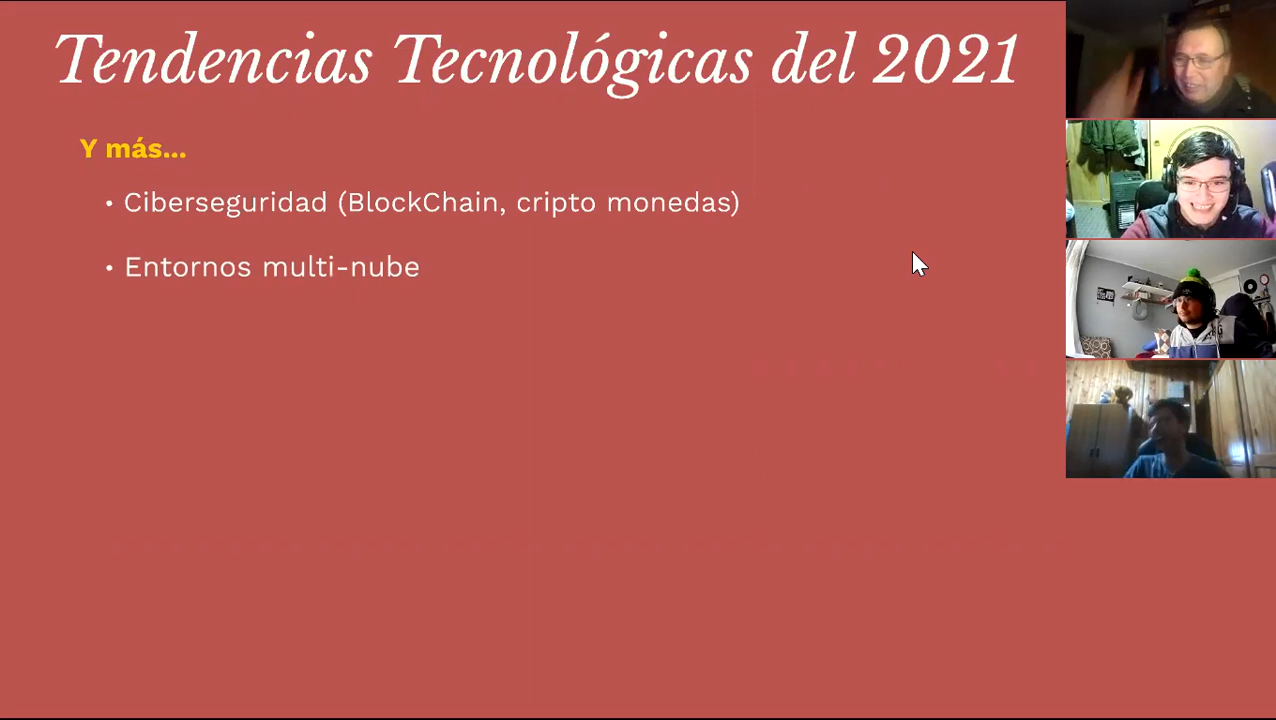 Tendencias Tecnológicas del 2021
Y más...
• Ciberseguridad (BlockChain, cripto monedas)
• Entornos multi-nube